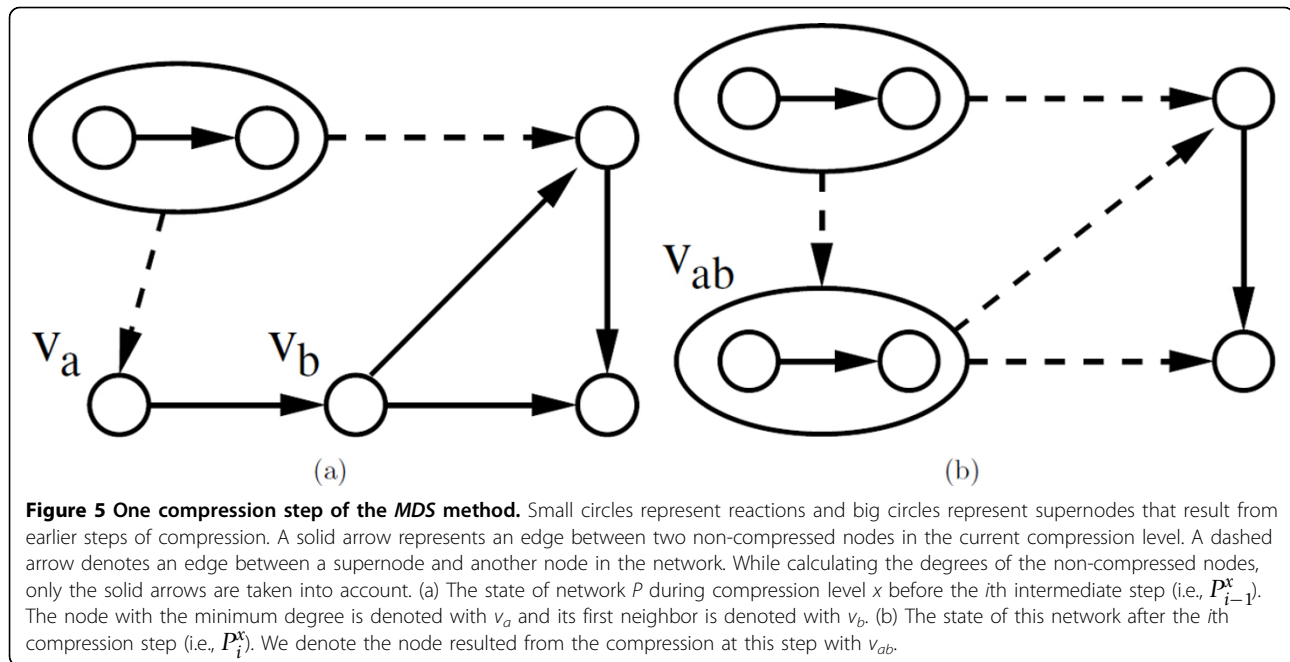 v_a
v_b
v_ab
(a)
(b)
Figure 5 One compression step of the MDS method. Small circles represent reactions and big circles represent supernodes that result from
earlier steps of compression. A solid arrow represents an edge between two non-compressed nodes in the current compression level. A dashed
arrow denotes an edge between a supernode and another node in the network. While calculating the degrees of the non-compressed nodes,
only the solid arrows are taken into account. (a) The state of network P during compression level x before the ith intermediate step (i.e., P_{i-1}^x).
The node with the minimum degree is denoted with v_a and its first neighbor is denoted with v_b. (b) The state of this network after the ith
compression step (i.e., P_i^x). We denote the node resulted from the compression at this step with v_ab.